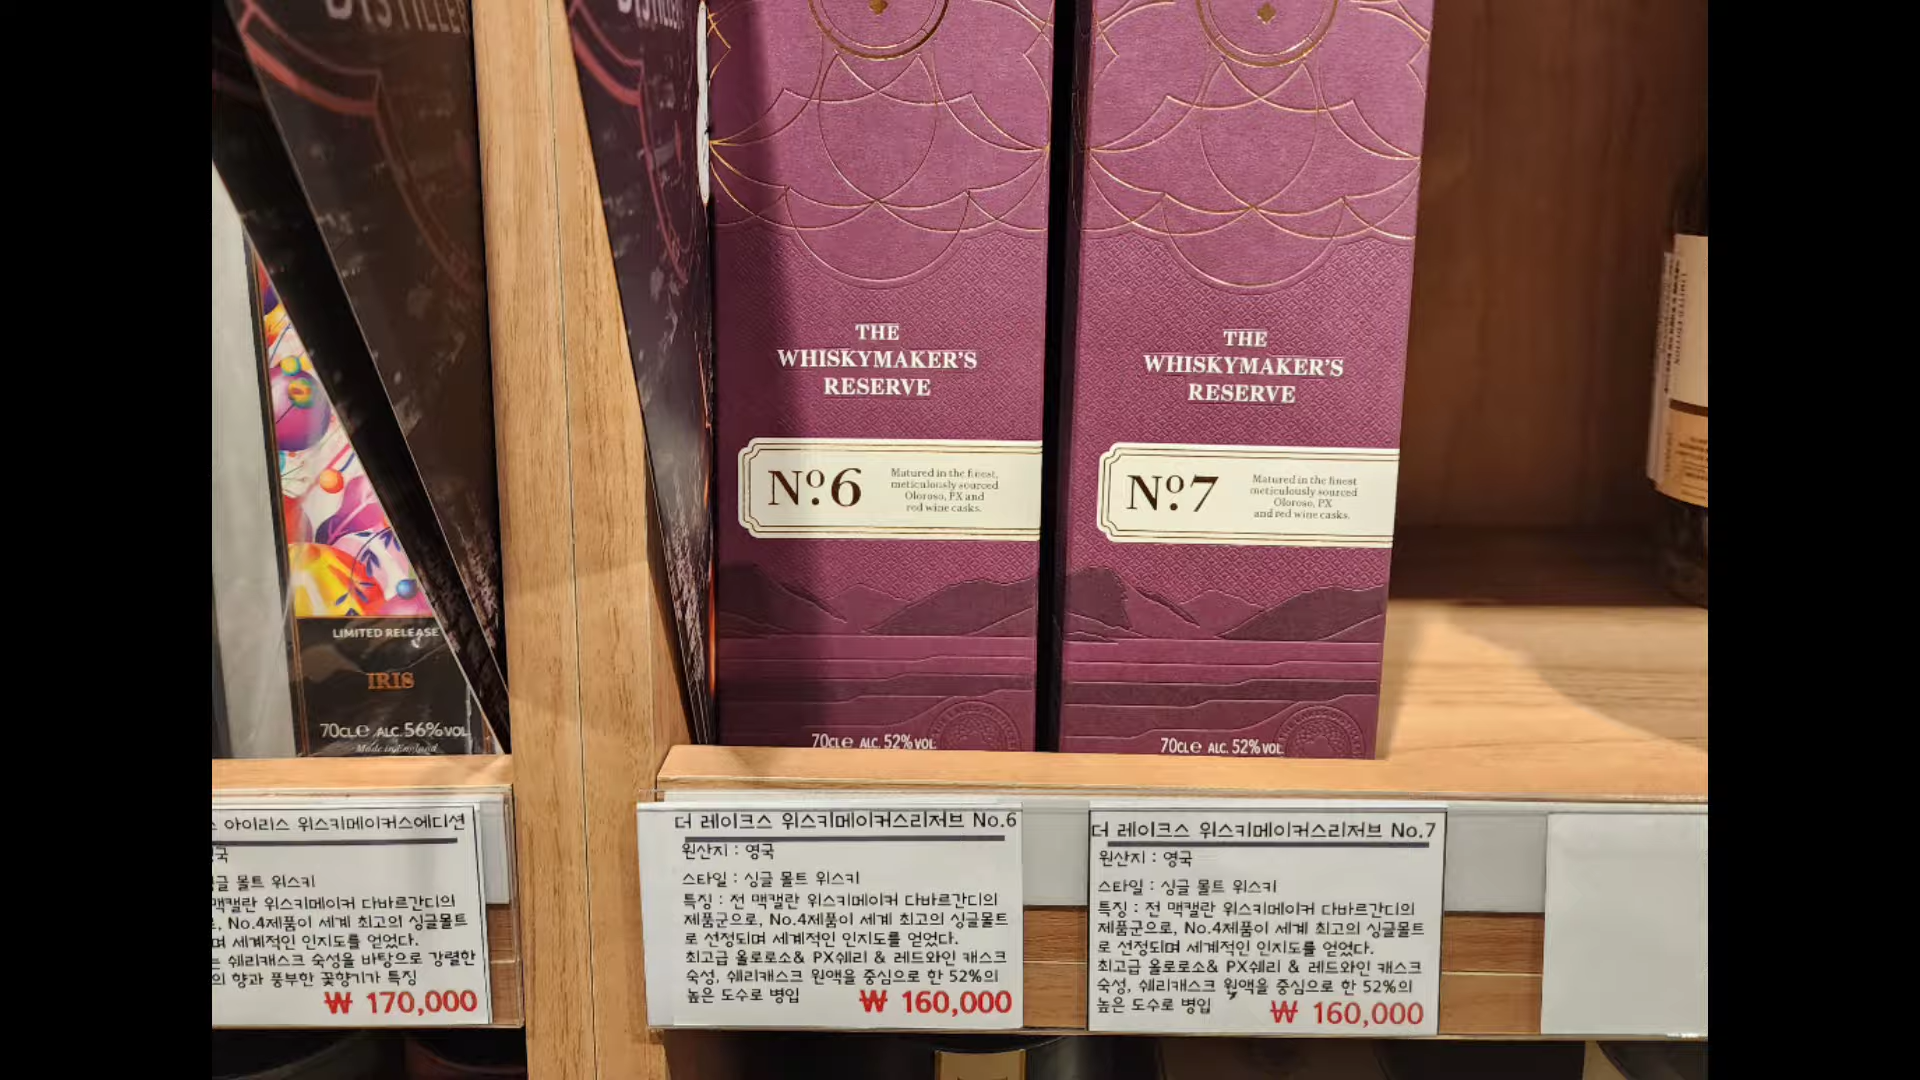 LIMITED RELEASE
IRIS
70CL e ALC. 56% VOL
Made in England
THE
WHISKYMAKER'S
RESERVE
Nº.6
Matured in the finest,
meticulously sourced
Oloroso, PX and
red wine casks.
70CL e ALC. 52% VOL.
THE
WHISKYMAKER'S
RESERVE
Nº.7
Matured in the finest
meticulously sourced
Oloroso, PX
and red wine casks.
70CL e ALC. 52% VOL.
아이리스 위스키메이커스에디션
몰트 위스키
위스키메이커 다바르간디의
No.4제품이 세계 최고의 싱글몰트
세계적인 인지도를 얻었다.
쉐리캐스크 숙성을 바탕으로 강렬한
향과 풍부한 꽃향기가 특징
₩ 170,000
더 레이크스 위스키메이커스리저브 No.6
원산지 : 영국
스타일 : 싱글 몰트 위스키
특징 : 전 맥캘란 위스키메이커 다바르간디의
제품군으로, No.4제품이 세계 최고의 싱글몰트
로 선정되며 세계적인 인지도를 얻었다.
최고급 올로로소& PX쉐리 & 레드와인 캐스크
숙성, 쉐리캐스크 원액을 중심으로 한 52%의
높은 도수로 병입
₩ 160,000
더 레이크스 위스키메이커스리저브 No.7
원산지 : 영국
스타일 : 싱글 몰트 위스키
특징 : 전 맥캘란 위스키메이커 다바르간디의
제품군으로, No.4제품이 세계 최고의 싱글몰트
로 선정되며 세계적인 인지도를 얻었다.
최고급 올로로소& PX쉐리 & 레드와인 캐스크
숙성, 쉐리캐스크 원액을 중심으로 한 52%의
높은 도수로 병입
₩ 160,000